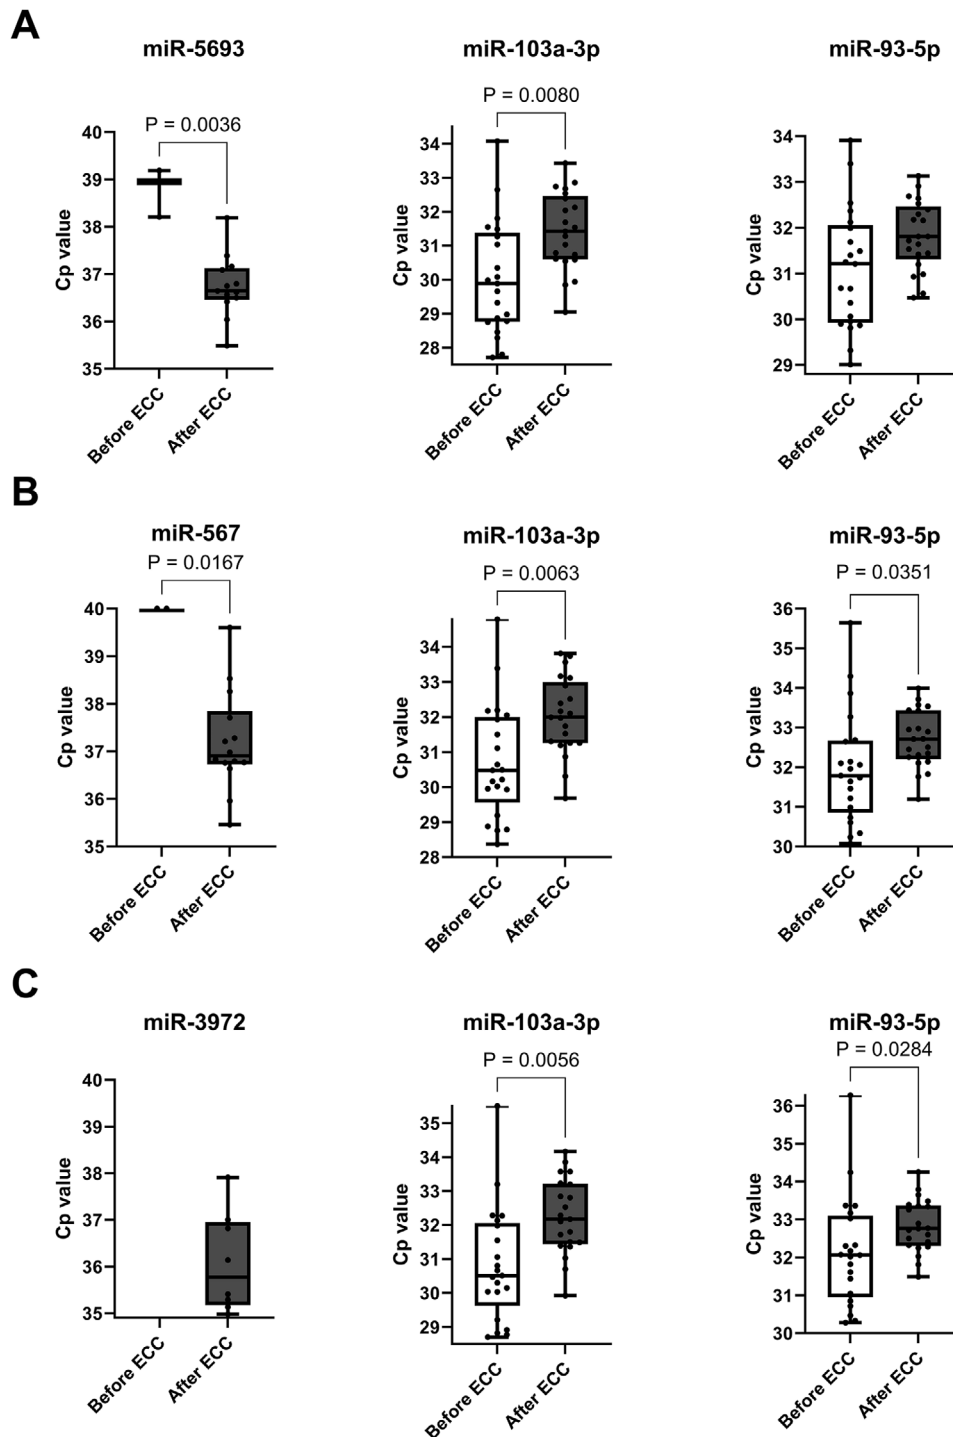 A
miR-5693
miR-103a-3p
miR-93-5p
P = 0.0036
P = 0.0080
Cp value
40
39
38
37
36
35
Before ECC
After ECC
Cp value
34
33
32
31
30
29
28
Before ECC
After ECC
Cp value
34
33
32
31
30
29
Before ECC
After ECC
B
miR-567
miR-103a-3p
miR-93-5p
P = 0.0167
P = 0.0063
P = 0.0351
Cp value
40
39
38
37
36
35
Before ECC
After ECC
Cp value
34
33
32
31
30
29
28
Before ECC
After ECC
Cp value
36
35
34
33
32
31
30
Before ECC
After ECC
C
miR-3972
miR-103a-3p
miR-93-5p
P = 0.0056
P = 0.0284
Cp value
40
39
38
37
36
35
Before ECC
After ECC
Cp value
35
34
33
32
31
30
29
Before ECC
After ECC
Cp value
36
35
34
33
32
31
30
Before ECC
After ECC